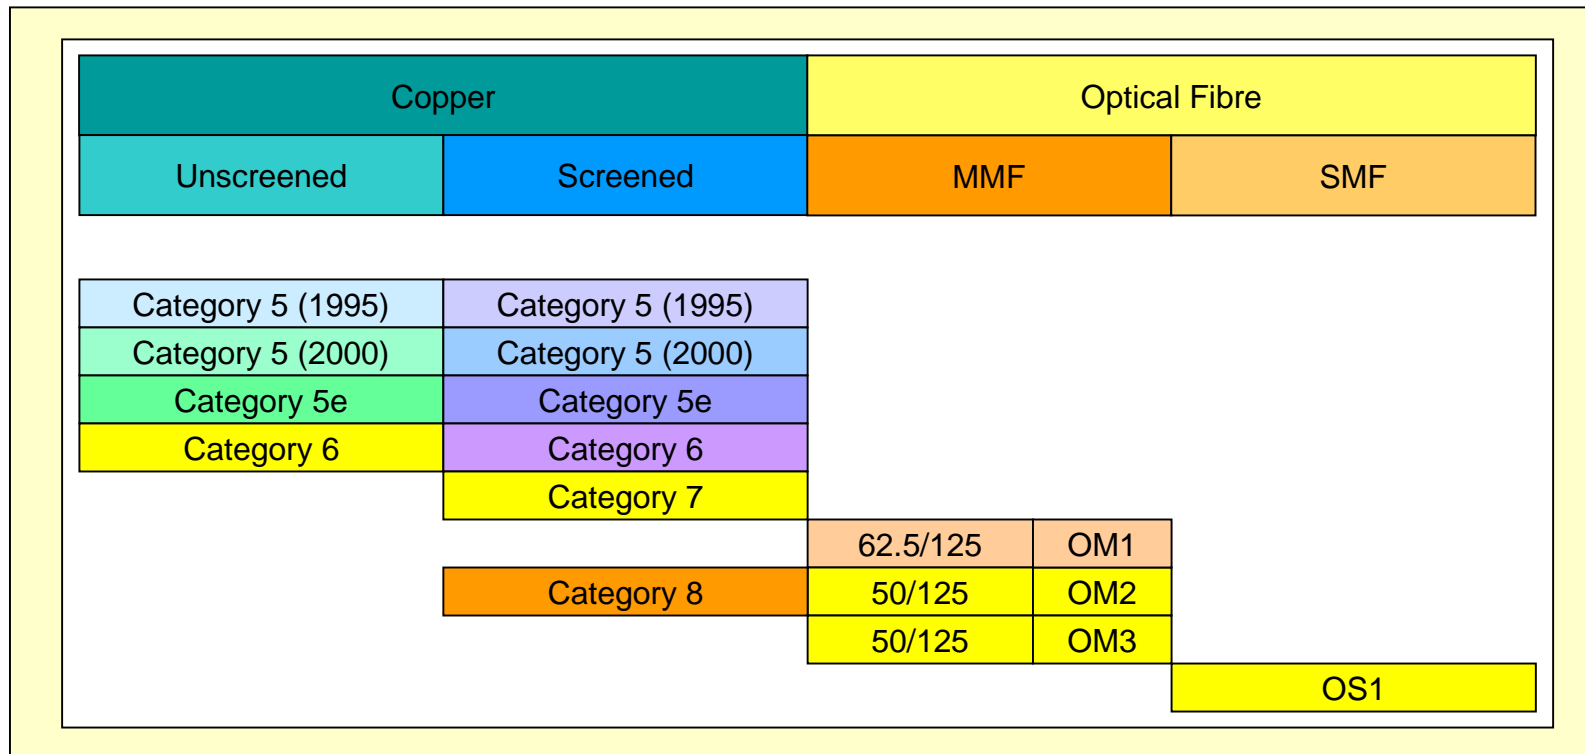 Copper Optical Fibre
Unscreened Screened MMF SMF
Category 5 (1995) Category 5 (1995)
Category 5 (2000) Category 5 (2000)
Category 5e Category 5e
Category 6 Category 6
Category 7
62.5/125 OM1
Category 8 50/125 OM2
50/125 OM3
OS1